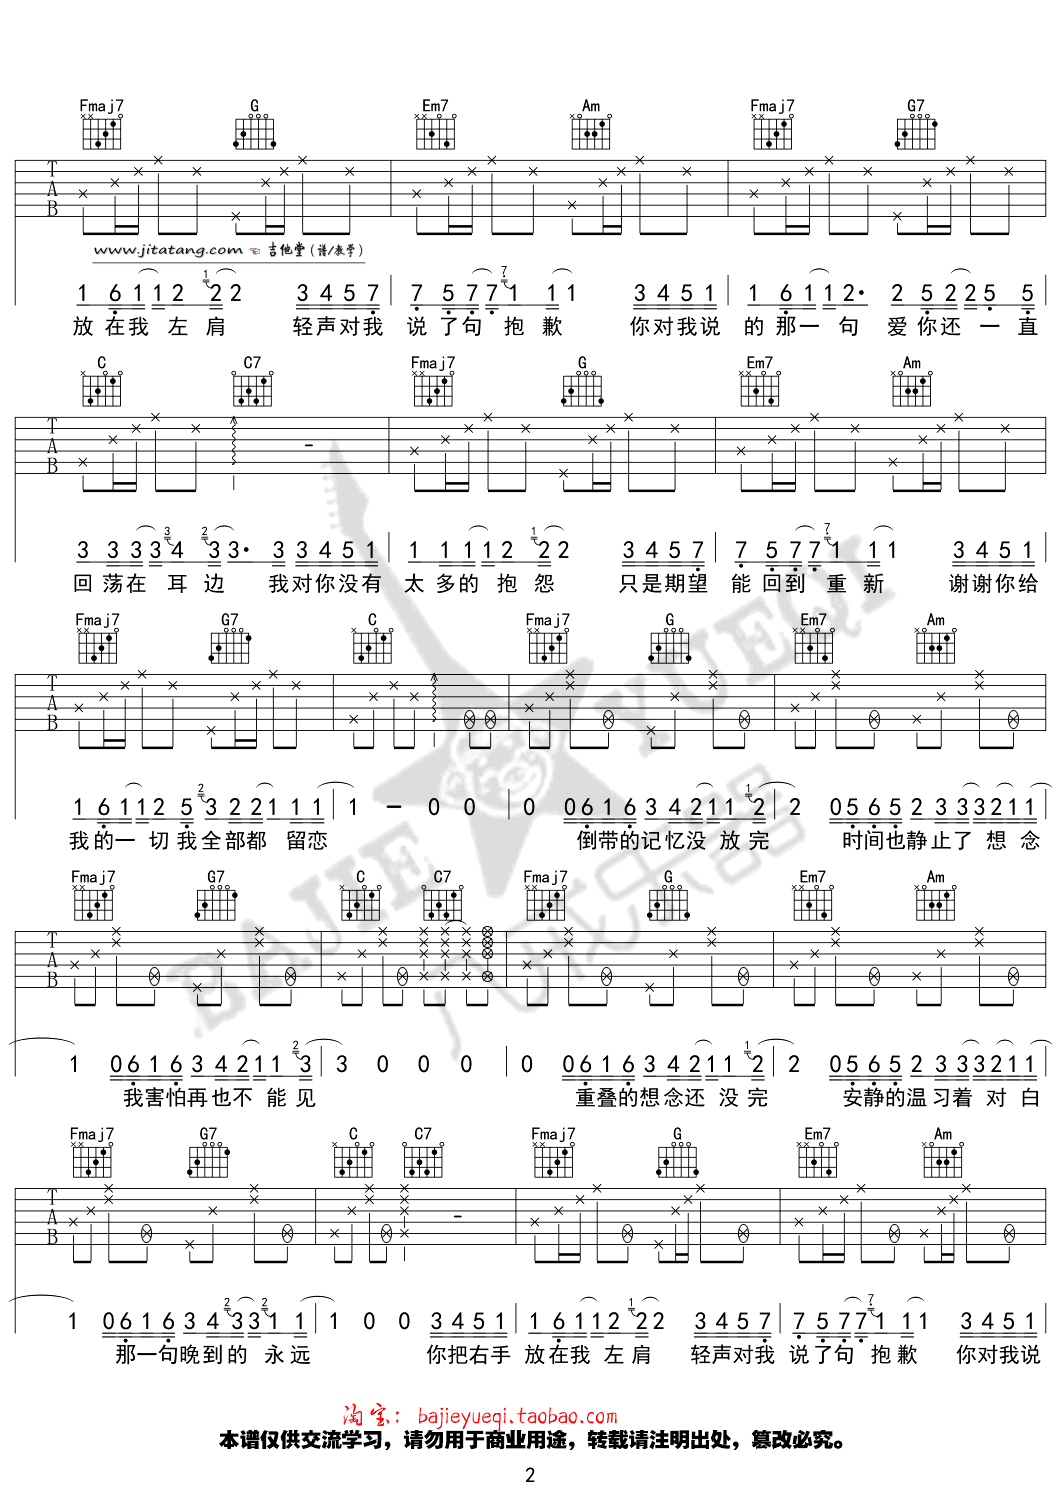 Fmaj7 G Em7 Am Fmaj7 G7
T A B
www.jitatang.com ☜ 吉他堂(谱/教学)
1 6 1 1 2 2 2 3 4 5 7 7 5 7 7 1 1 1 3 4 5 1 1 6 1 1 2· 2 5 2 2 5 5
放在我 左肩 轻声对我 说了句 抱歉 你对我说 的那一句 爱你还一直
C C7 Fmaj7 G Em7 Am
T A B
3 3 3 3 4 3 3· 3 3 4 5 1 1 1 1 1 2 2 2 3 4 5 7 7 5 7 7 1 1 1 3 4 5 1
回荡在 耳边 我对你没有 太多的 抱怨 只是期望 能回到 重新 谢谢你给
Fmaj7 G7 C Fmaj7 G Em7 Am
T A B
1 6 1 1 2 5 3 2 2 1 1 1 1 - 0 0 0 0 6 1 6 3 4 2 1 1 2 2 0 5 6 5 2 3 3 3 2 1 1
我的一 切我全部都 留恋 倒带的记忆没放完 时间也静止了想念
Fmaj7 G7 C C7 Fmaj7 G Em7 Am
T A B
1 0 6 1 6 3 4 2 1 1 3 3 0 0 0 0 0 6 1 6 3 4 2 1 1 2 2 0 5 6 5 2 3 3 3 2 1 1
我害怕再也不能见 重叠的想念还没完 安静的温习着对白
Fmaj7 G7 C C7 Fmaj7 G Em7 Am
T A B
1 0 6 1 6 3 4 3 3 1 1 1 0 0 3 4 5 1 1 6 1 1 2 2 2 3 4 5 7 7 5 7 7 1 1 1 3 4 5 1
那一句晚到的 永远 你把右手 放在我 左肩 轻声对我 说了句 抱歉 你对我说
BAJIE YUEQI
八戒乐器
淘宝：bajieyueqi.taobao.com
本谱仅供交流学习，请勿用于商业用途，转载请注明出处，篡改必究。
2